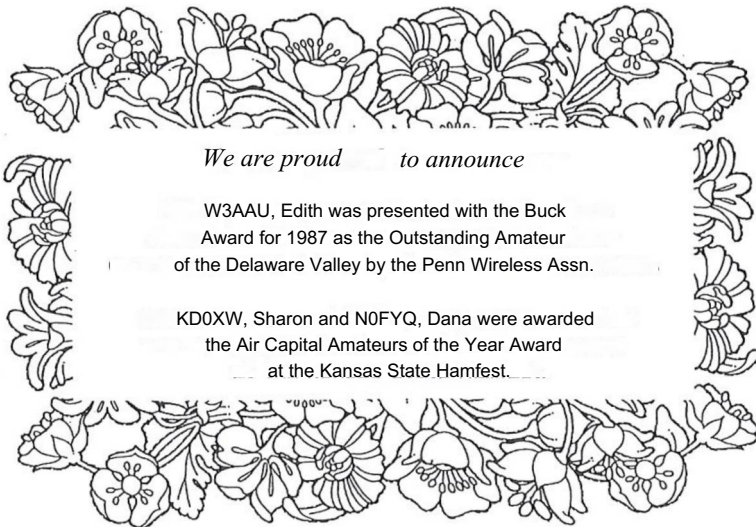 We are proud to announce
W3AAU, Edith was presented with the Buck
Award for 1987 as the Outstanding Amateur
of the Delaware Valley by the Penn Wireless Assn.
KD0XW, Sharon and N0FYQ, Dana were awarded
the Air Capital Amateurs of the Year Award
at the Kansas State Hamfest.